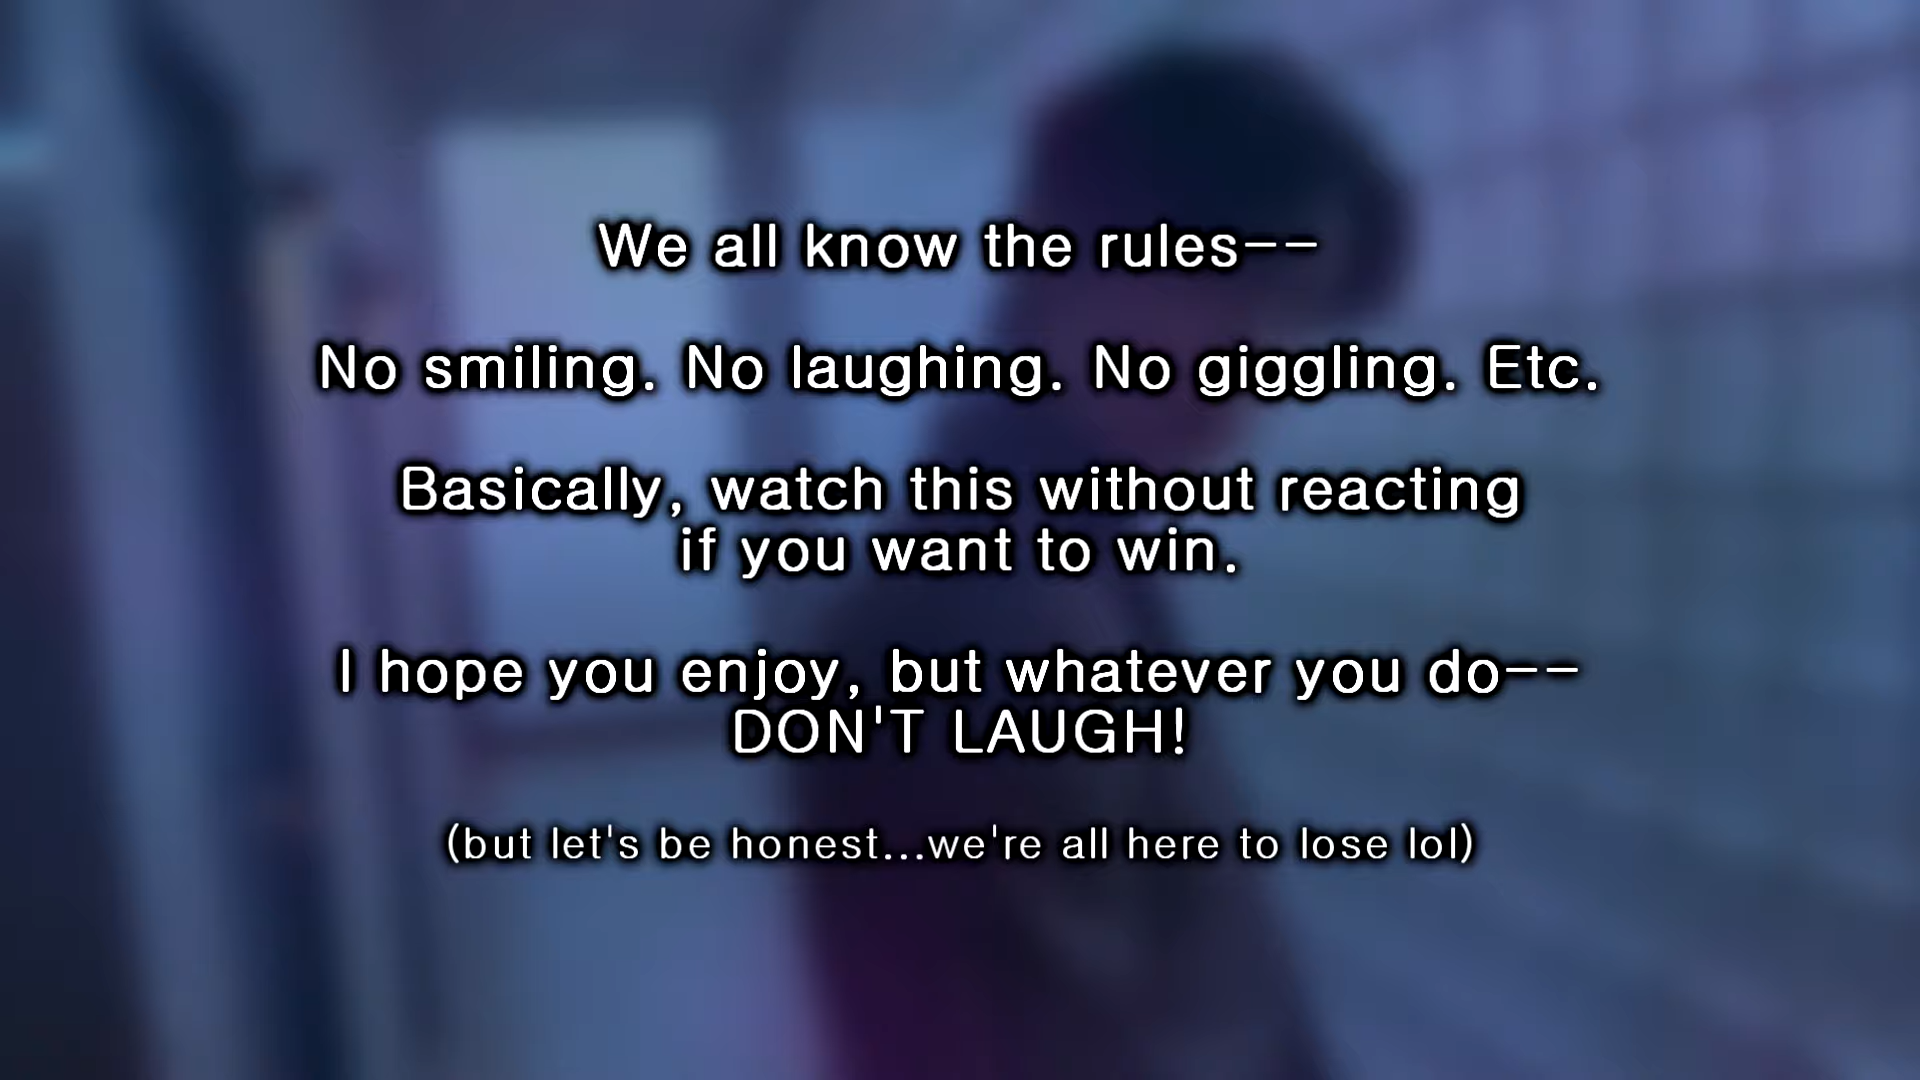 We all know the rules--
No smiling. No laughing. No giggling. Etc.
Basically, watch this without reacting
if you want to win.
I hope you enjoy, but whatever you do--
DON'T LAUGH!
(but let's be honest...we're all here to lose lol)